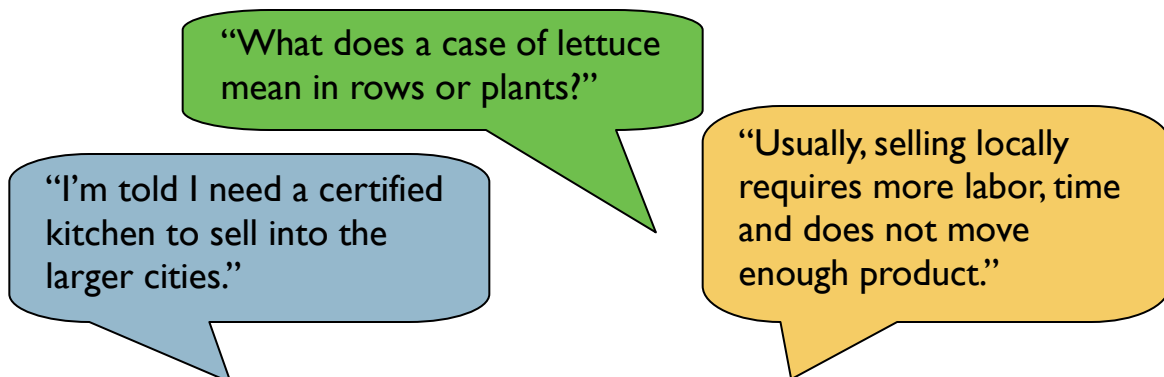 “What does a case of lettuce
mean in rows or plants?”
“I’m told I need a certified
kitchen to sell into the
larger cities.”
“Usually, selling locally
requires more labor, time
and does not move
enough product.”